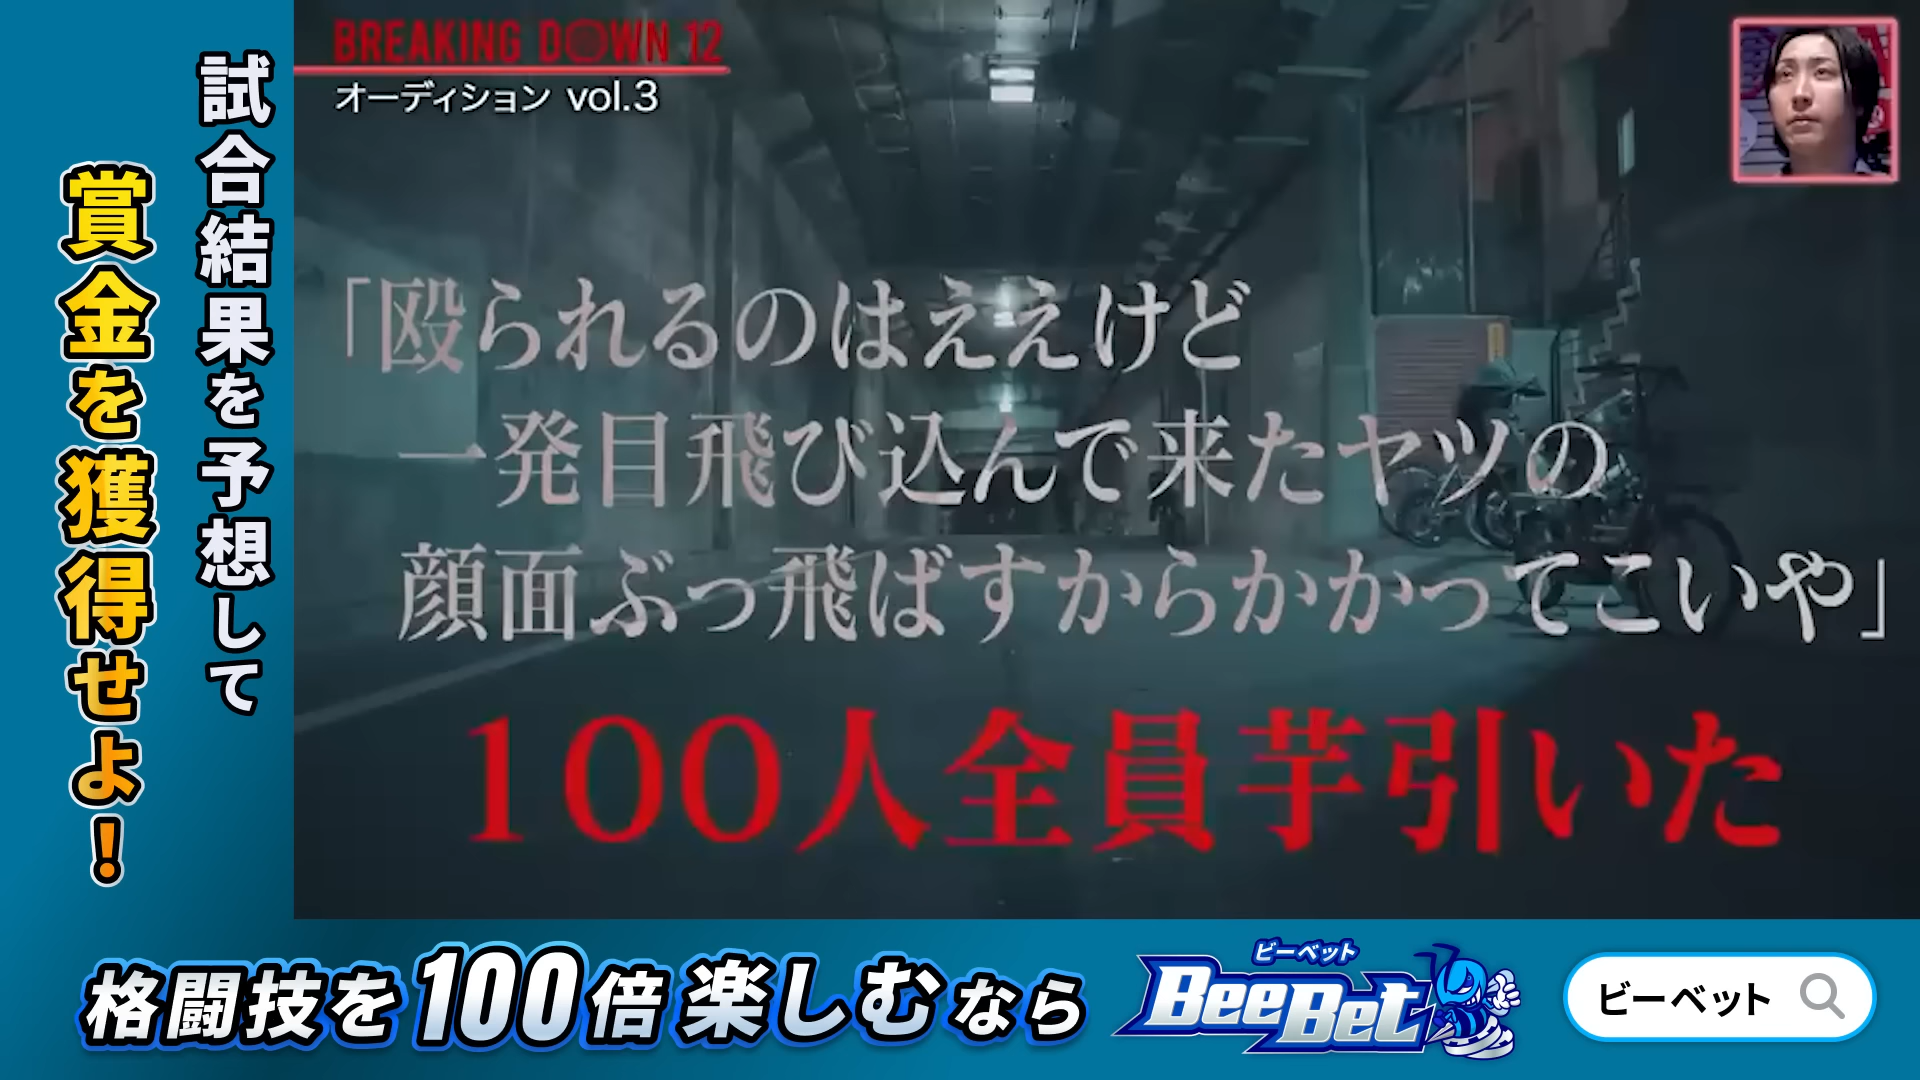 BREAKING DOWN 12
オーディション vol.3
試合結果を予想して
賞金を獲得せよ！
「殴られるのはええけど
一発目飛び込んで来たヤツの
顔面ぶっ飛ばすからかかってこいや」
100人全員芋引いた
格闘技を100倍楽しむなら
ビーベット
BeeBet
ビーベット